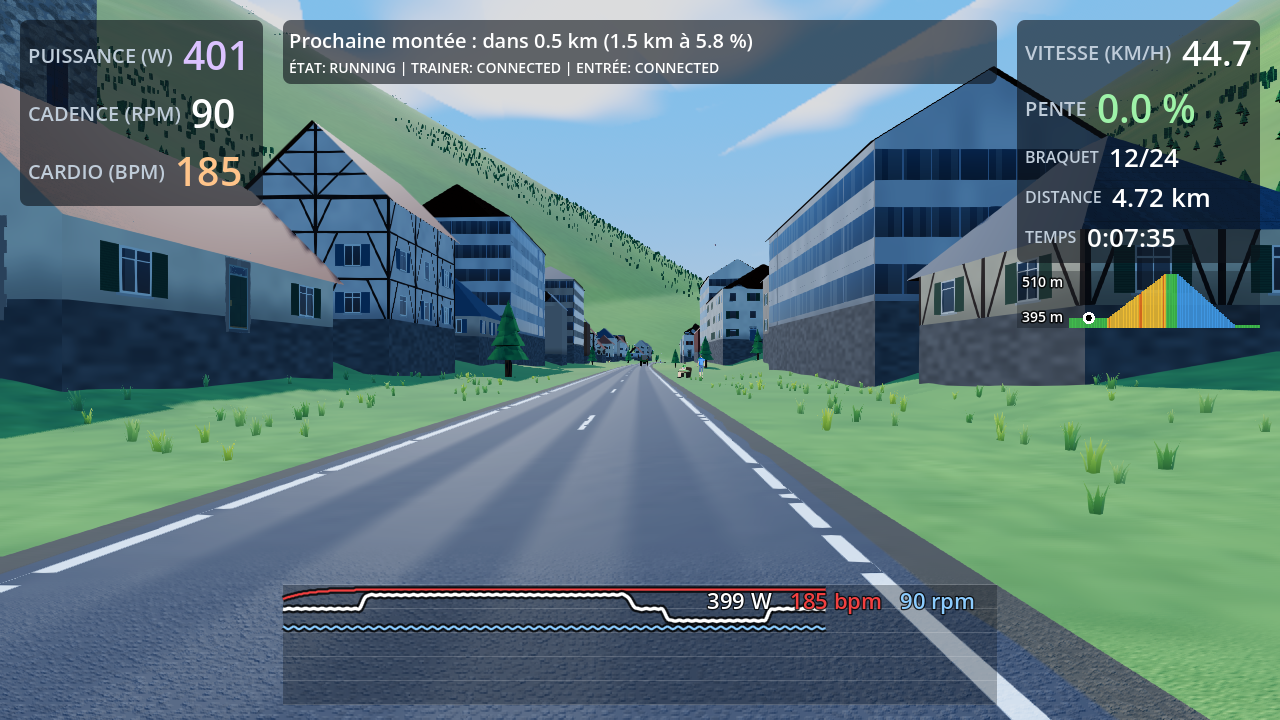 PUISSANCE (W) 401
CADENCE (RPM) 90
CARDIO (BPM) 185
Prochaine montée : dans 0.5 km (1.5 km à 5.8 %)
ÉTAT: RUNNING | TRAINER: CONNECTED | ENTRÉE: CONNECTED
VITESSE (KM/H) 44.7
PENTE 0.0 %
BRAQUET 12/24
DISTANCE 4.72 km
TEMPS 0:07:35
510 m
395 m
399 W 185 bpm 90 rpm